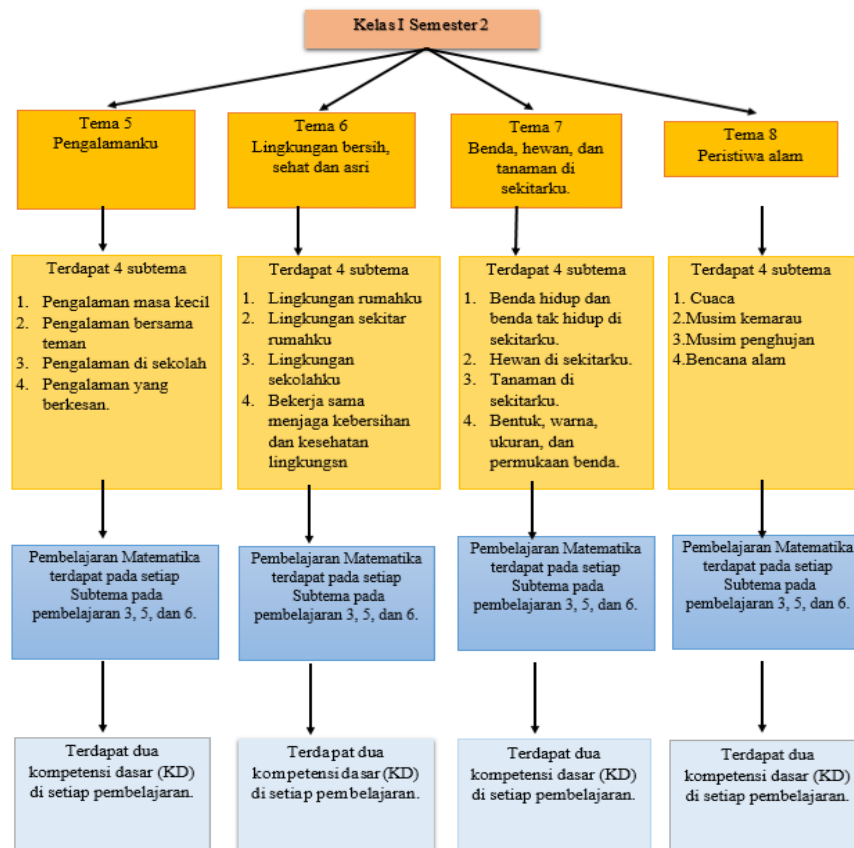 Kelas I Semester 2
Tema 5
Pengalamanku
Tema 6
Lingkungan bersih,
sehat dan asri
Tema 7
Benda, hewan, dan
tanaman di
sekitarku.
Tema 8
Peristiwa alam
Terdapat 4 subtema
1. Pengalaman masa kecil
2. Pengalaman bersama
teman
3. Pengalaman di sekolah
4. Pengalaman yang
berkesan.
Terdapat 4 subtema
1. Lingkungan rumahku
2. Lingkungan sekitar
rumahku
3. Lingkungan
sekolahku
4. Bekerja sama
menjaga kebersihan
dan kesehatan
lingkungsn
Terdapat 4 subtema
1. Benda hidup dan
benda tak hidup di
sekitarku.
2. Hewan di sekitarku.
3. Tanaman di
sekitarku.
4. Bentuk, warna,
ukuran, dan
permukaan benda.
Terdapat 4 subtema
1. Cuaca
2.Musim kemarau
3.Musim penghujan
4.Bencana alam
Pembelajaran Matematika
terdapat pada setiap
Subtema pada
pembelajaran 3, 5, dan 6.
Pembelajaran Matematika
terdapat pada setiap
Subtema pada
pembelajaran 3, 5, dan 6.
Pembelajaran Matematika
terdapat pada setiap
Subtema pada
pembelajaran 3, 5, dan 6.
Pembelajaran Matematika
terdapat pada setiap
Subtema pada
pembelajaran 3, 5, dan 6.
Terdapat dua
kompetensi dasar (KD)
di setiap pembelajaran.
Terdapat dua
kompetensi dasar (KD)
di setiap pembelajaran.
Terdapat dua
kompetensi dasar (KD)
di setiap pembelajaran.
Terdapat dua
kompetensi dasar (KD)
di setiap pembelajaran.